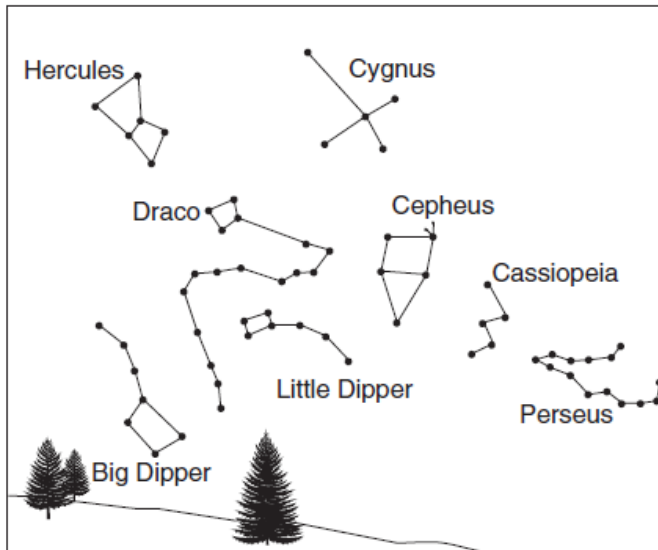 Hercules
Cygnus
Draco
Cepheus
Cassiopeia
Little Dipper
Perseus
Big Dipper